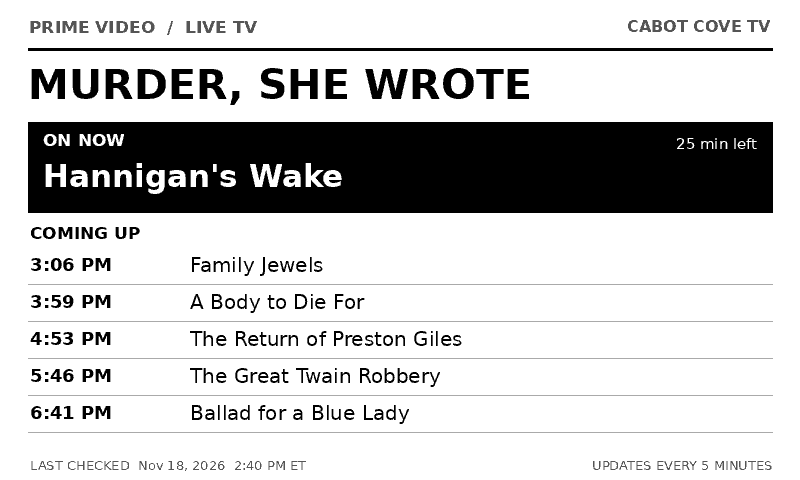 PRIME VIDEO / LIVE TV
CABOT COVE TV
MURDER, SHE WROTE
ON NOW
25 min left
Hannigan's Wake
COMING UP
3:06 PM Family Jewels
3:59 PM A Body to Die For
4:53 PM The Return of Preston Giles
5:46 PM The Great Twain Robbery
6:41 PM Ballad for a Blue Lady
LAST CHECKED Nov 18, 2026 2:40 PM ET
UPDATES EVERY 5 MINUTES